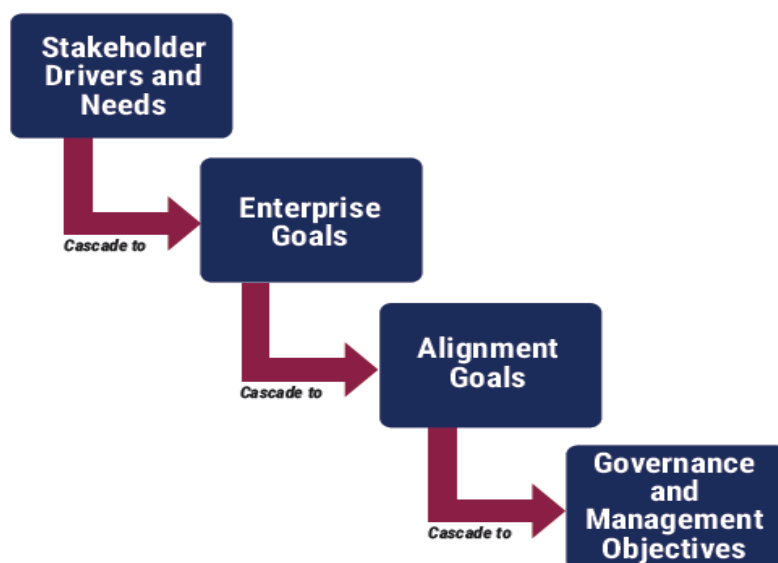 Stakeholder
Drivers and
Needs
Cascade to
Enterprise
Goals
Cascade to
Alignment
Goals
Cascade to
Governance
and
Management
Objectives